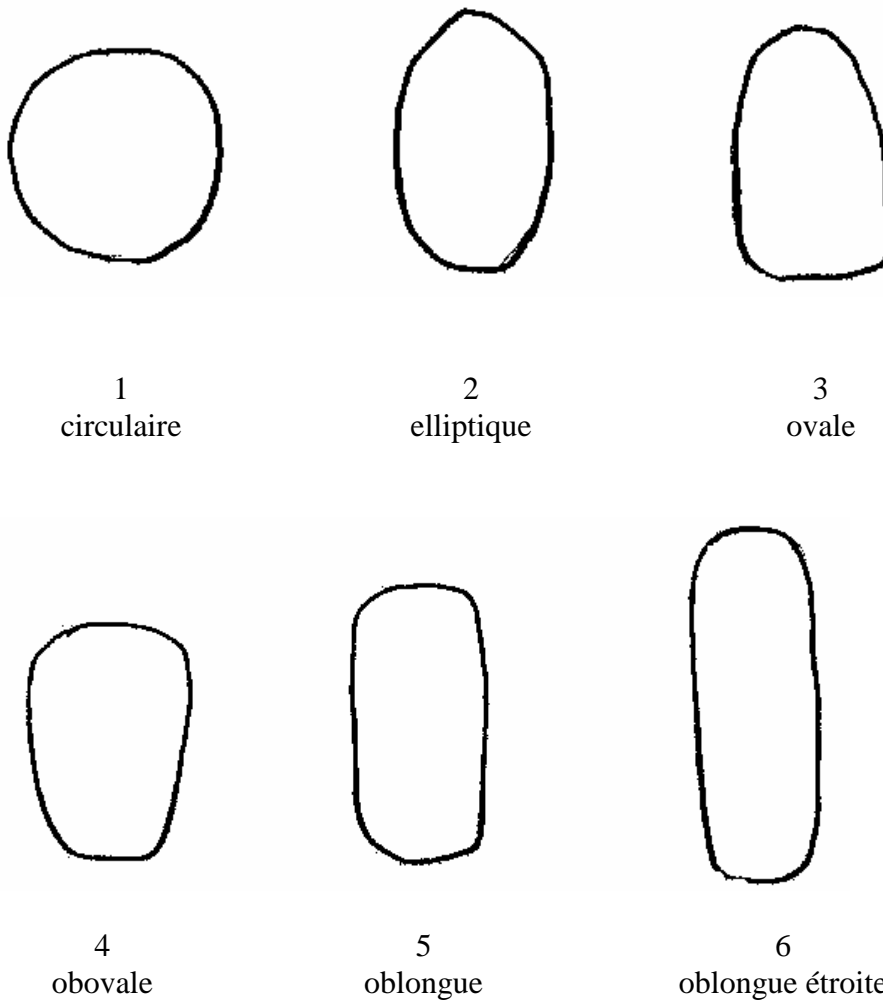 1
circulaire
2
elliptique
3
ovale
4
obovale
5
oblongue
6
oblongue étroite